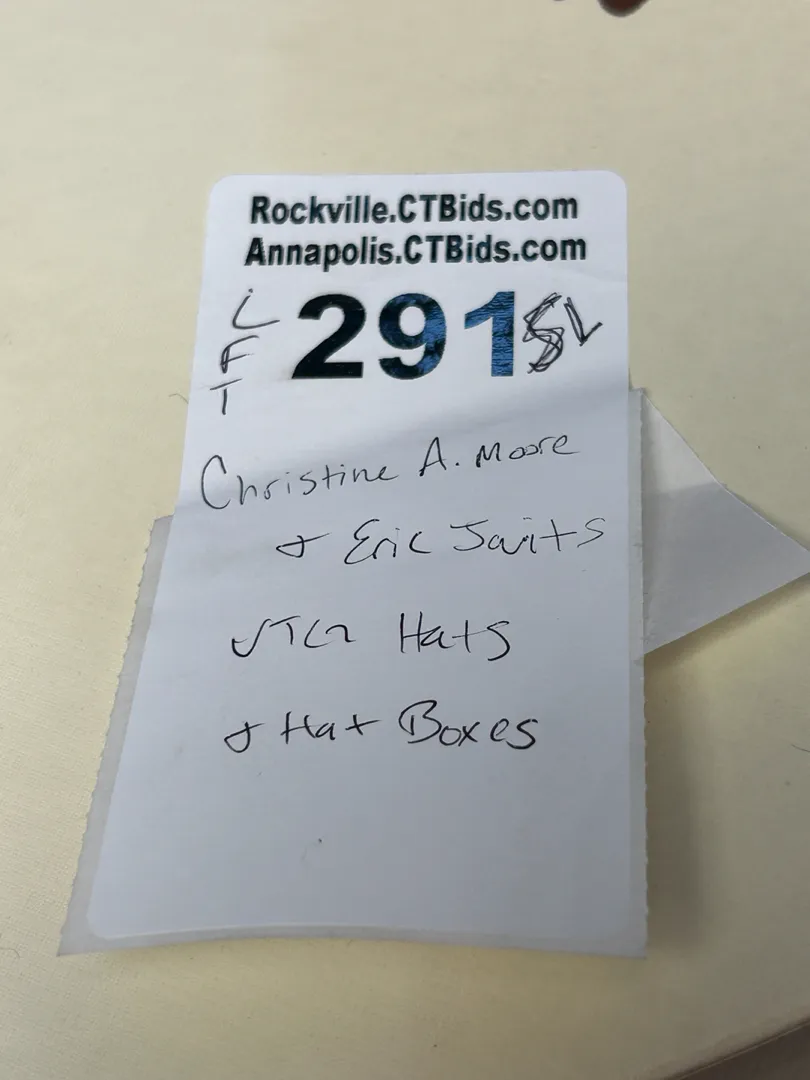 Rockville.CTBids.com
Annapolis.CTBids.com
L
F
T
291
Christine A. Moore
+ Eric Javits
Hats
+ Hat Boxes